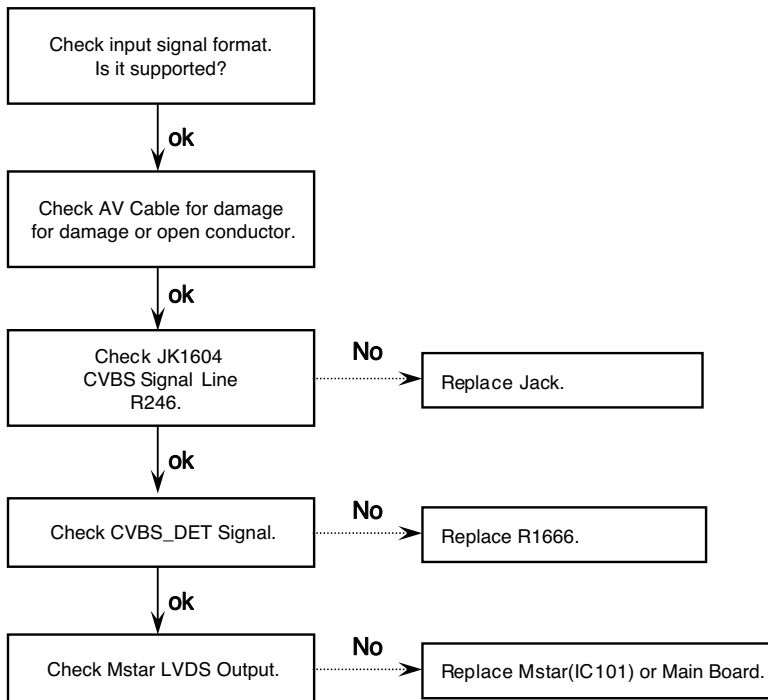 Check input signal format.
Is it supported?
ok
Check AV Cable for damage
for damage or open conductor.
ok
Check JK1604
CVBS Signal Line
R246.
No
Replace Jack.
ok
Check CVBS_DET Signal.
No
Replace R1666.
ok
Check Mstar LVDS Output.
No
Replace Mstar(IC101) or Main Board.